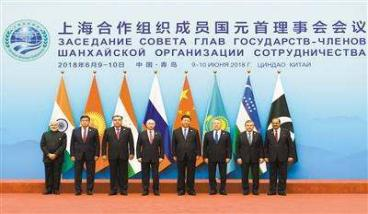 上海合作组织成员国元首理事会会议
ЗАСЕДАНИЕ СОВЕТА ГЛАВ ГОСУДАРСТВ-ЧЛЕНОВ
ШАНХАЙСКОЙ ОРГАНИЗАЦИИ СОТРУДНИЧЕСТВА
2018年6月9-10日 中国·青岛 9-10 ИЮНЯ 2018 Г. ЦИНДАО КИТАЙ